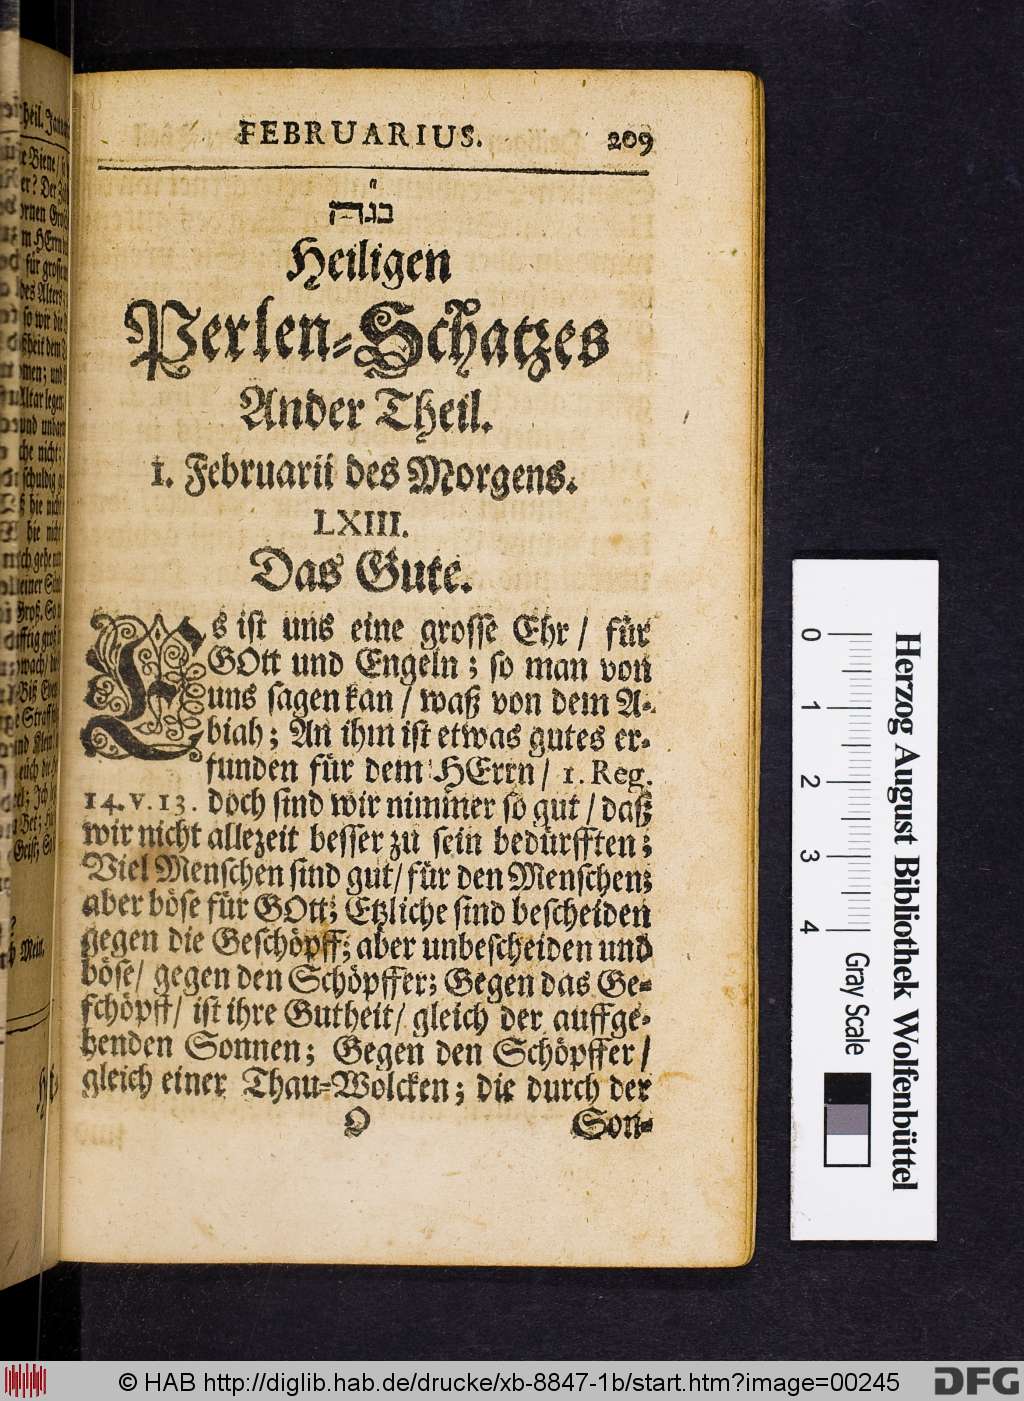 FEBRUARIUS. 209
בגה
Heiligen
Perlen-Schatzes
Ander Theil.
1. Februarii des Morgens.
LXIII.
Das Gute.
Es ist uns eine grosse Ehr / für
GOtt und Engeln; so man von
uns sagen kan / waß von dem A-
biah; An ihm ist etwas gutes er-
funden für dem HErrn / 1. Reg.
14. v. 13. doch sind wir nimmer so gut / daß
wir nicht allezeit besser zu sein bedürfften;
Viel Menschen sind gut / für den Menschen;
aber böse für GOtt; Etzliche sind bescheiden
gegen die Geschöpff; aber unbescheiden und
böse / gegen den Schöpffer; Gegen das Ge-
schöpff / ist ihre Gutheit / gleich der auffge-
henden Sonnen; Gegen den Schöpffer /
gleich einer Thau-Wolcken; die durch der
O Son-
Herzog August Bibliothek Wolfenbüttel
0 1 2 3 4 Gray Scale
© HAB http://diglib.hab.de/drucke/xb-8847-1b/start.htm?image=00245
DFG